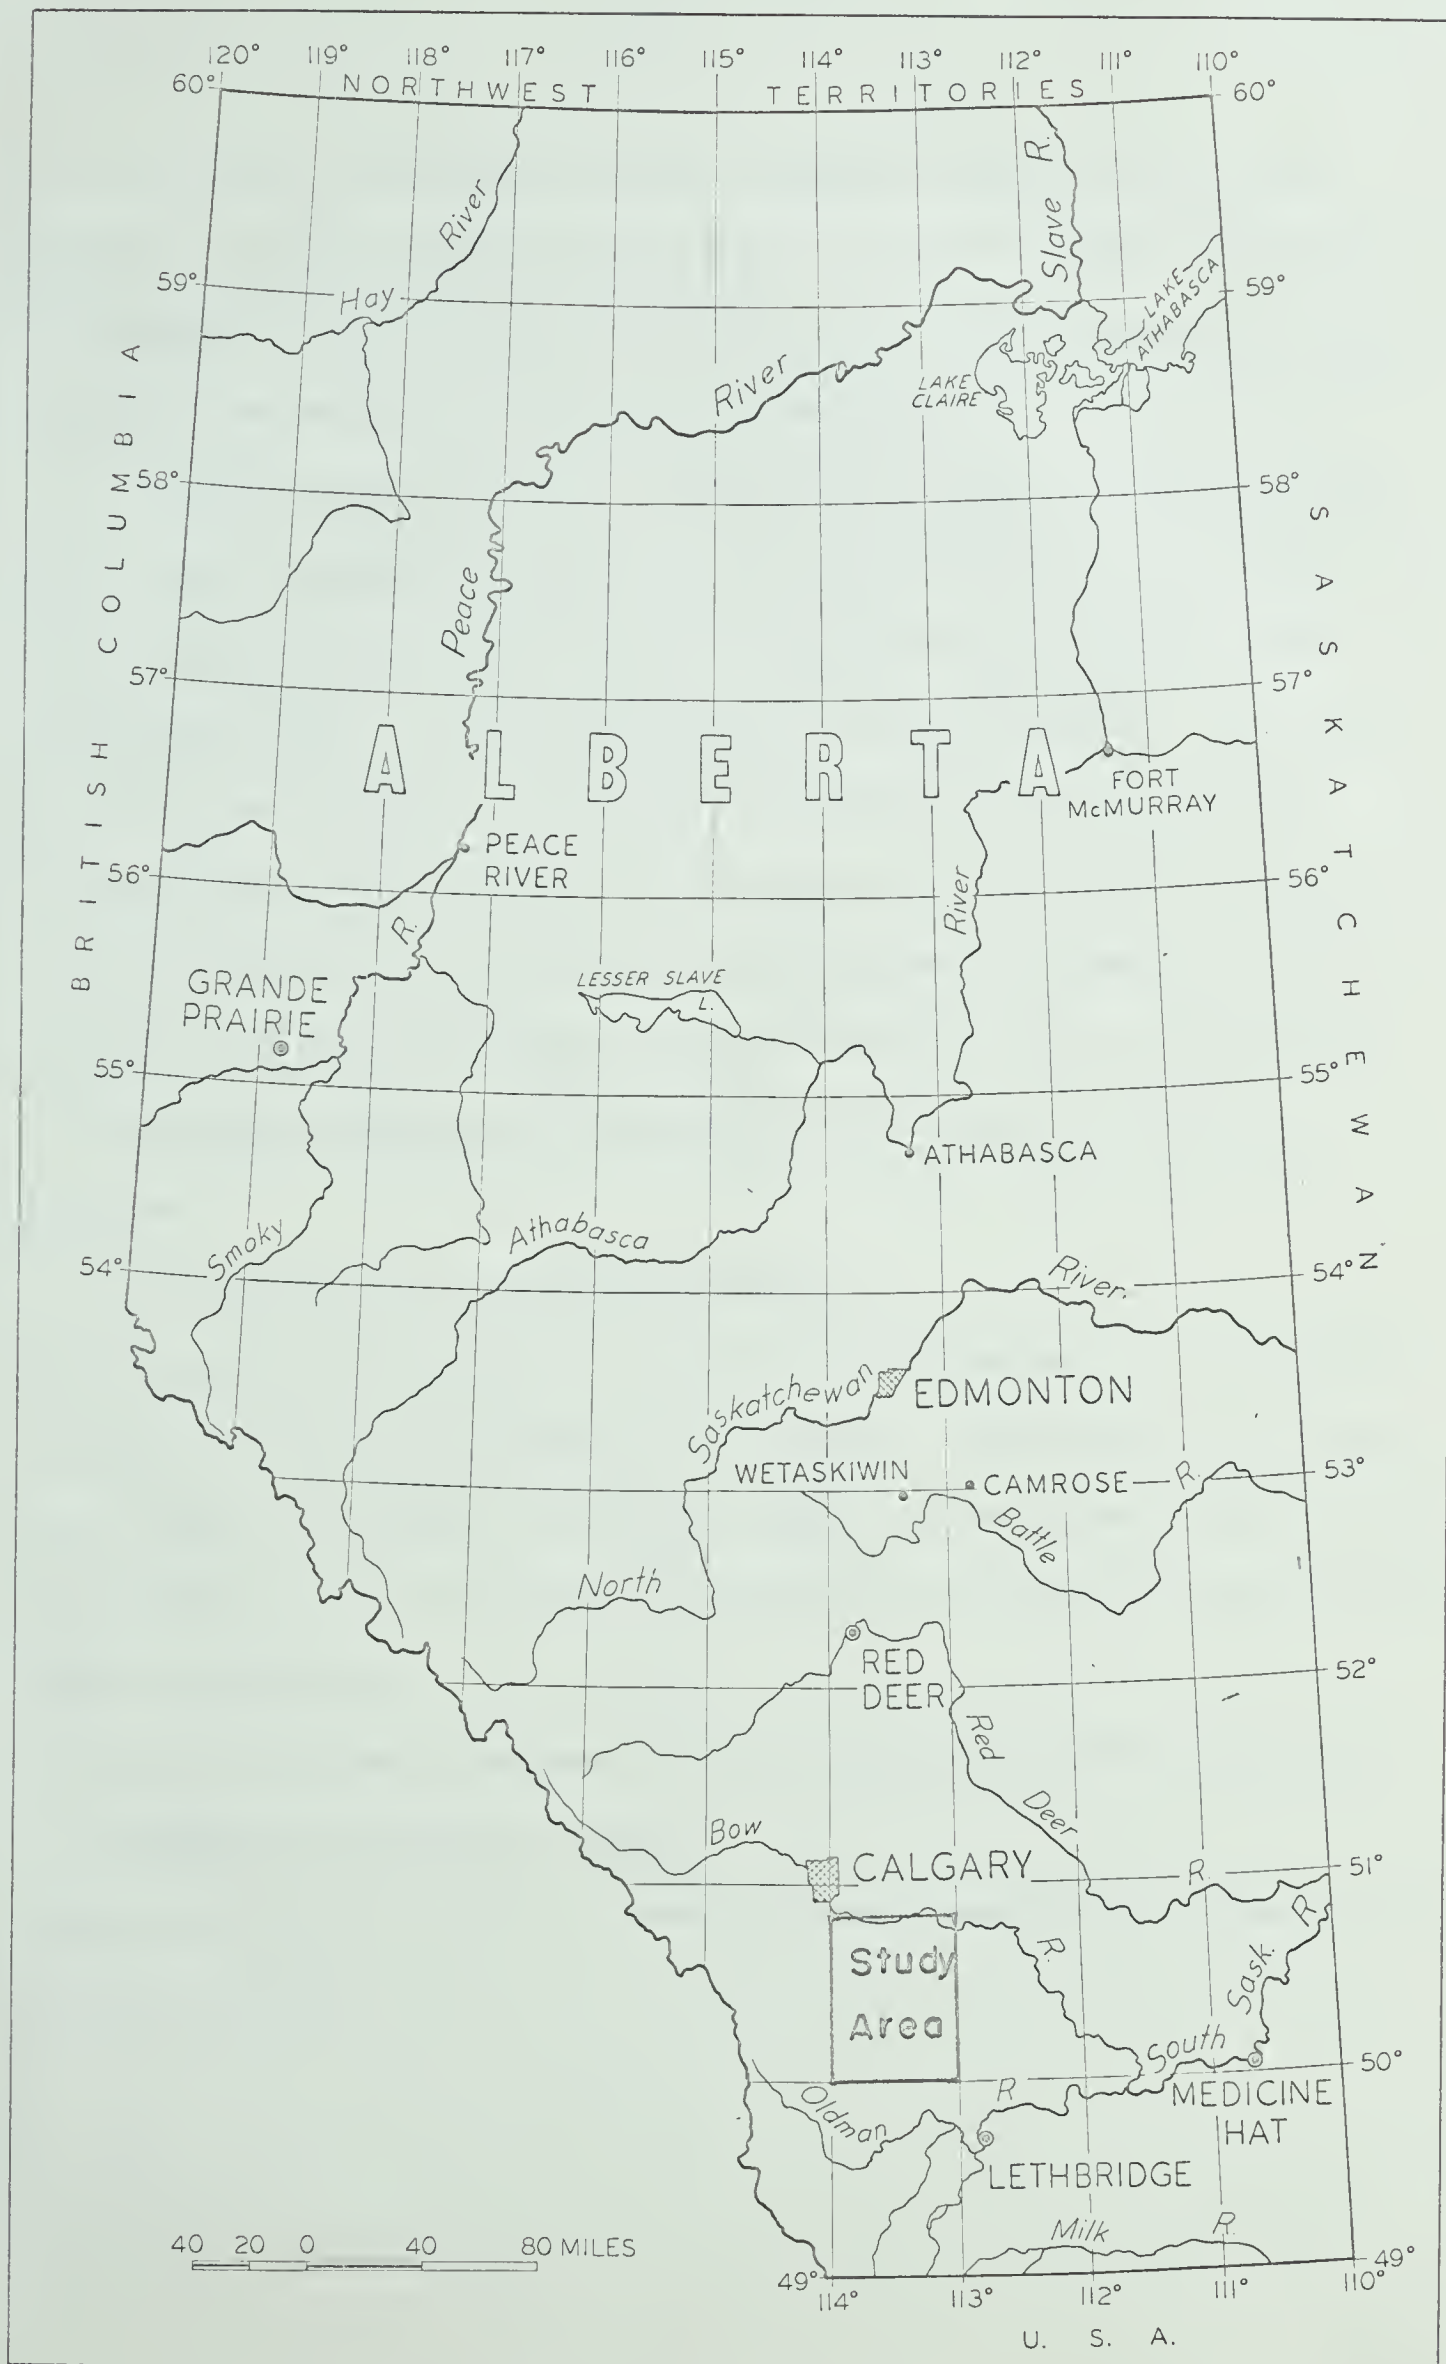 120° 119° 118° 117° 116° 115° 114° 113° 112° 111° 110°
60° NORTHWEST TERRITORIES 60°
Slave R.
Hay River
59° 59°
LAKE
ATHABASCA
LAKE
CLAIRE
Peace River
58° 58°
BRITISH COLUMBIA
SASKATCHEWAN
57° 57°
ALBERTA
FORT
McMURRAY
PEACE
RIVER
56° 56°
River
R.
GRANDE
PRAIRIE
LESSER SLAVE
L.
55° 55°
ATHABASCA
Smoky
Athabasca
54° 54°
River.
Saskatchewan
EDMONTON
WETASKIWIN
CAMROSE
R.
53°
Battle
North
RED
DEER
52°
Red
Deer
R.
Bow
CALGARY
51°
R.
Study
Area
R.
Sask.
South
50°
MEDICINE
HAT
Oldman
R
LETHBRIDGE
Milk R.
40 20 0 40 80 MILES
49° 49°
114° 113° 112° 111° 110°
U. S. A.